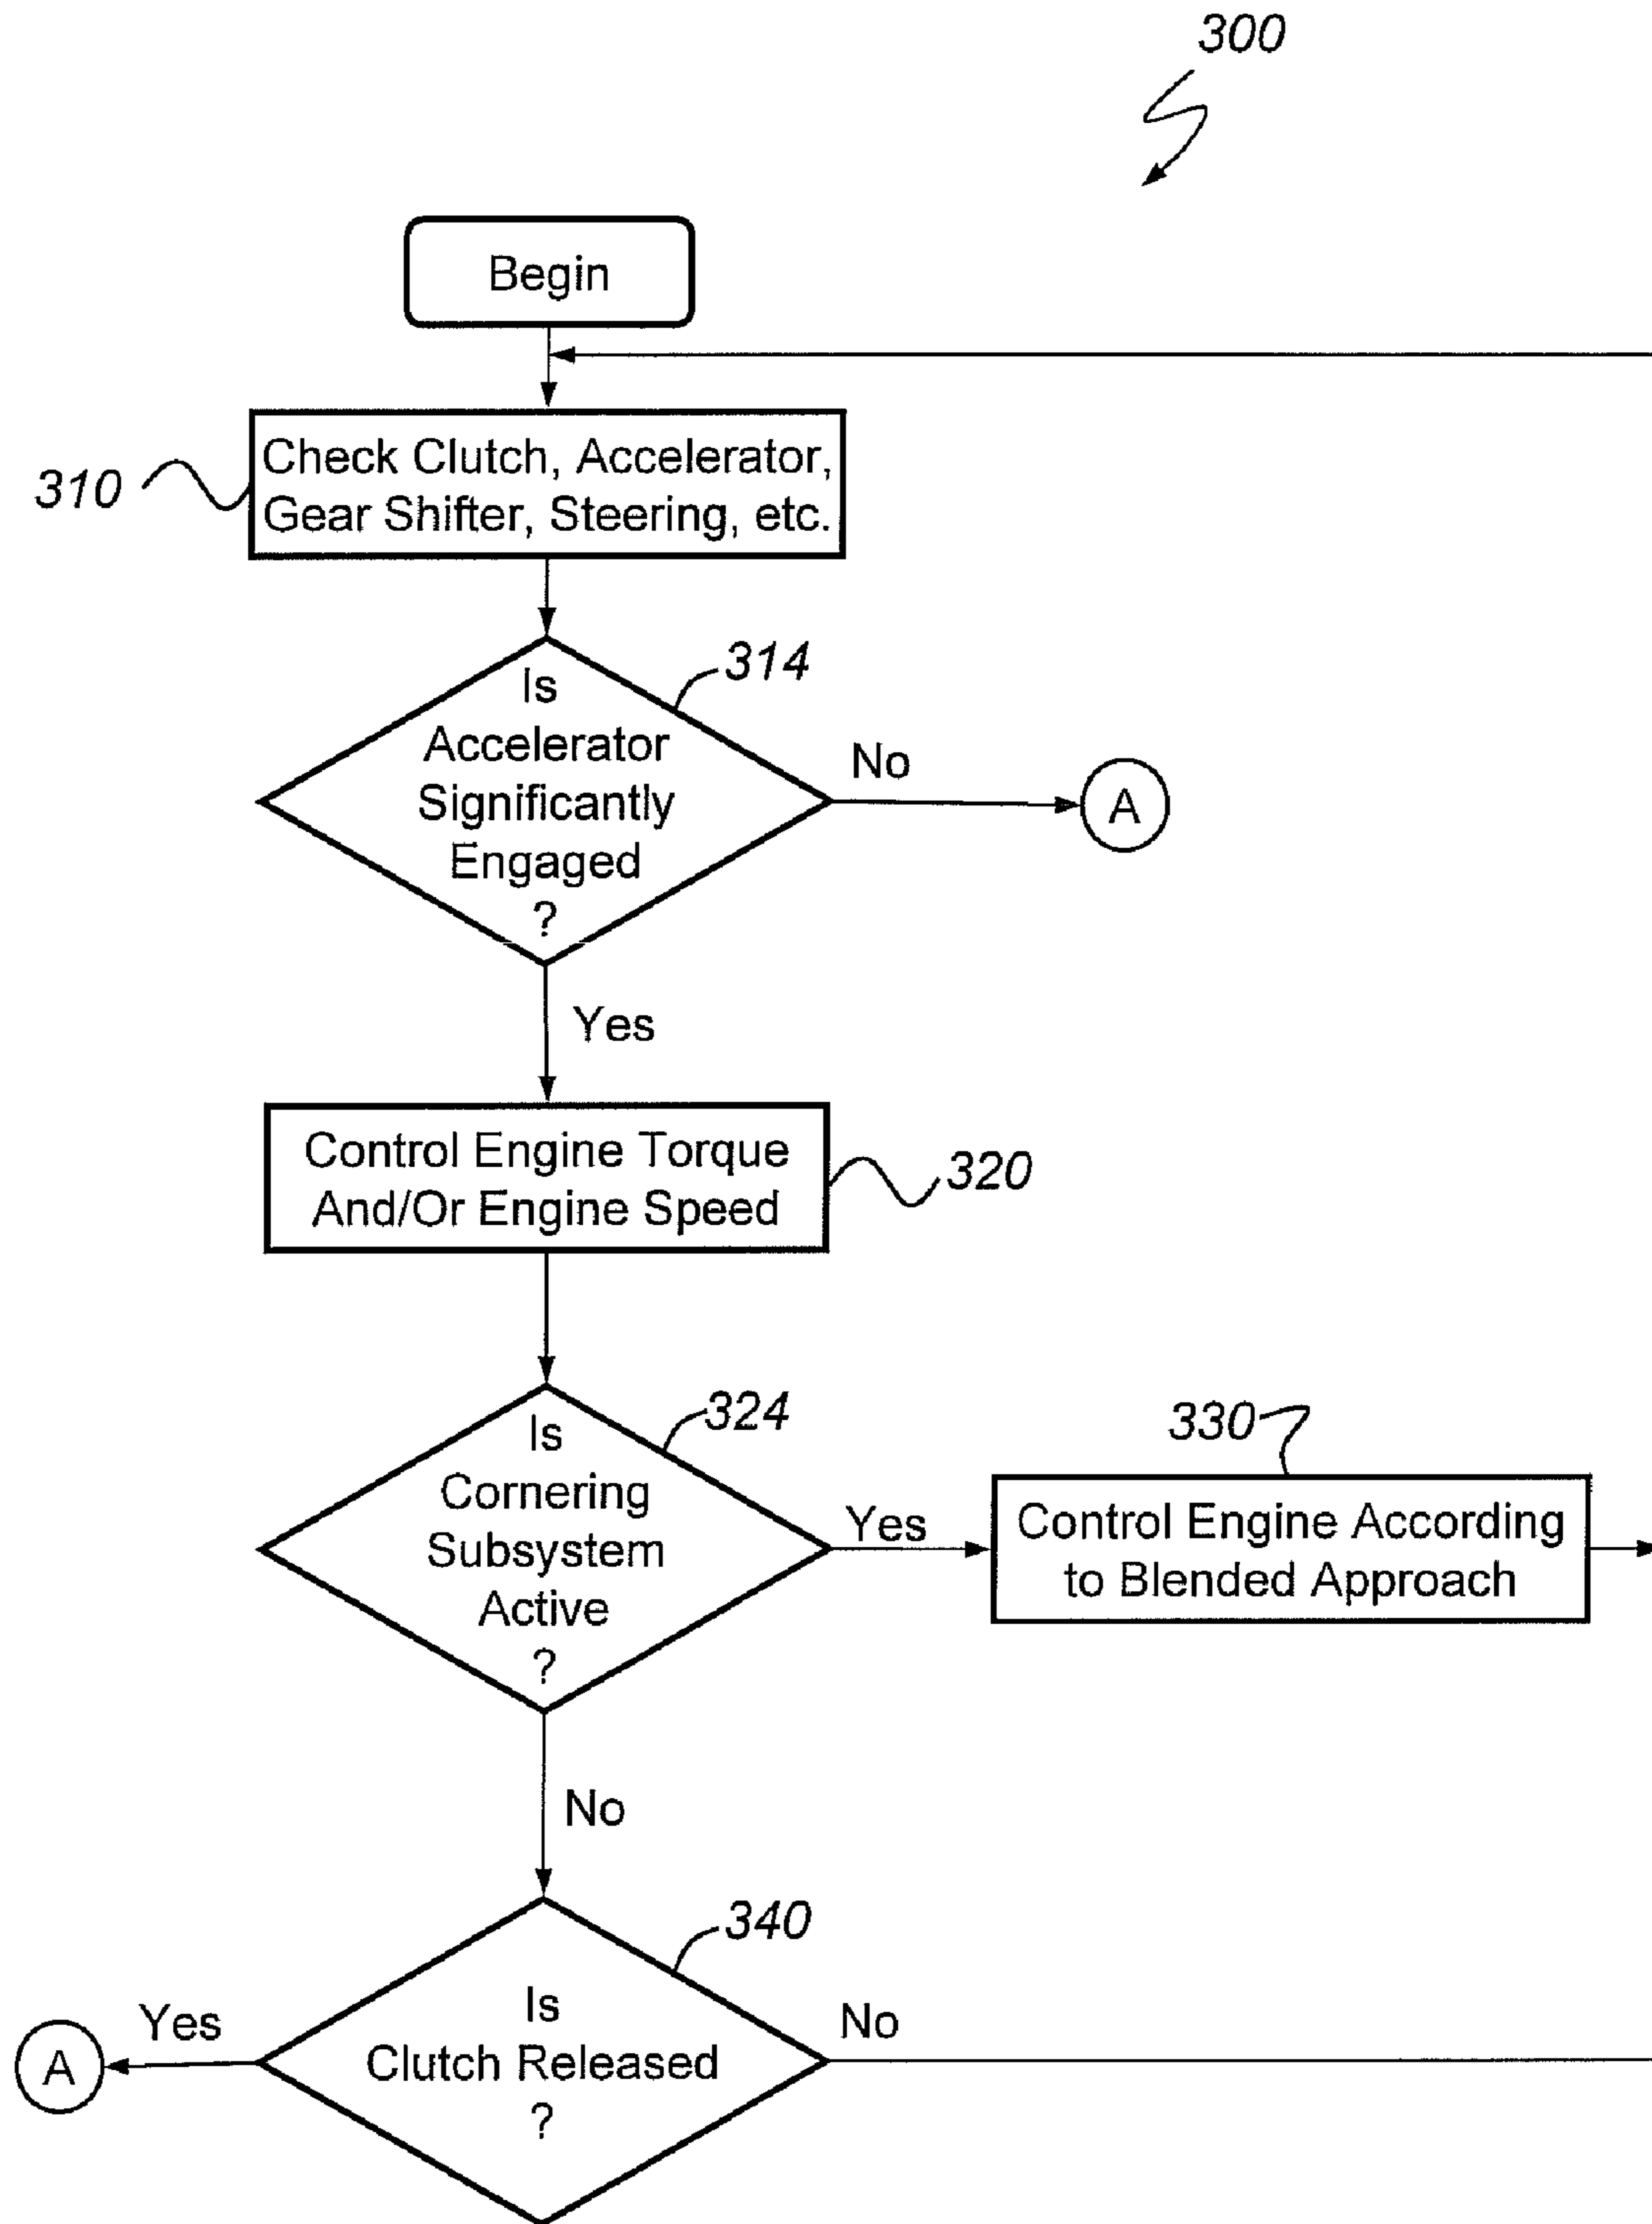 300
Begin
310
Check Clutch, Accelerator,
Gear Shifter, Steering, etc.
314
Is
Accelerator
Significantly
Engaged
?
No
A
Yes
Control Engine Torque
And/Or Engine Speed
320
324
Is
Cornering
Subsystem
Active
?
Yes
330
Control Engine According
to Blended Approach
No
340
Is
Clutch Released
?
Yes
A
No